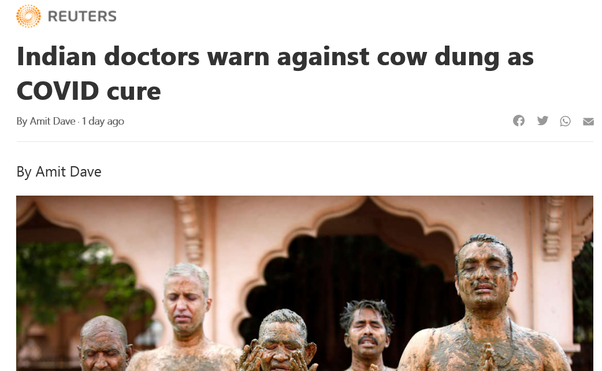 REUTERS
Indian doctors warn against cow dung as
COVID cure
By Amit Dave · 1 day ago
By Amit Dave